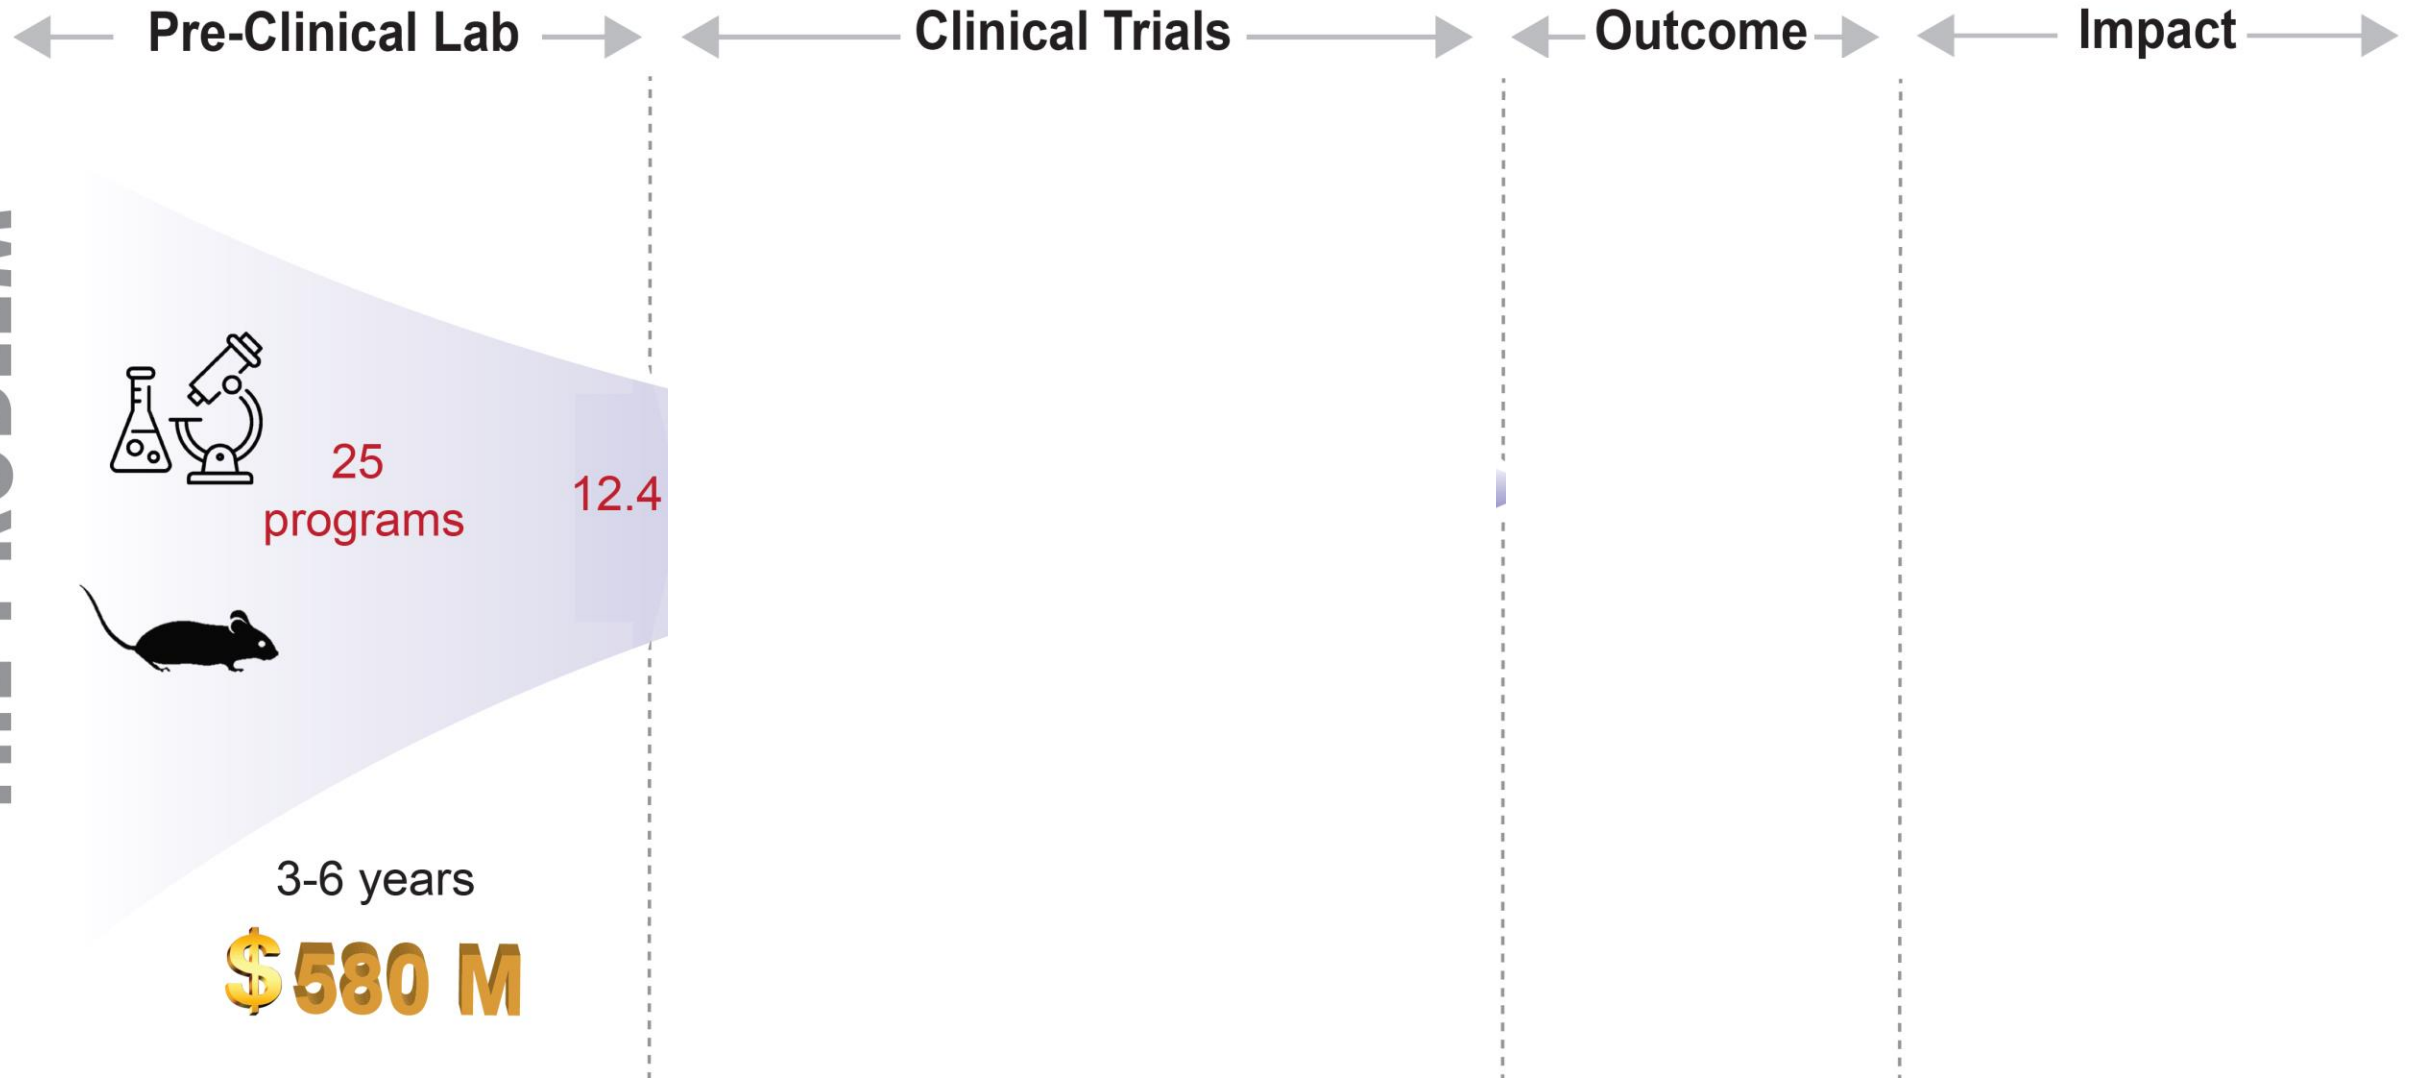 Pre-Clinical Lab
Clinical Trials
Outcome
Impact
25
programs
12.4
3-6 years
$580 M